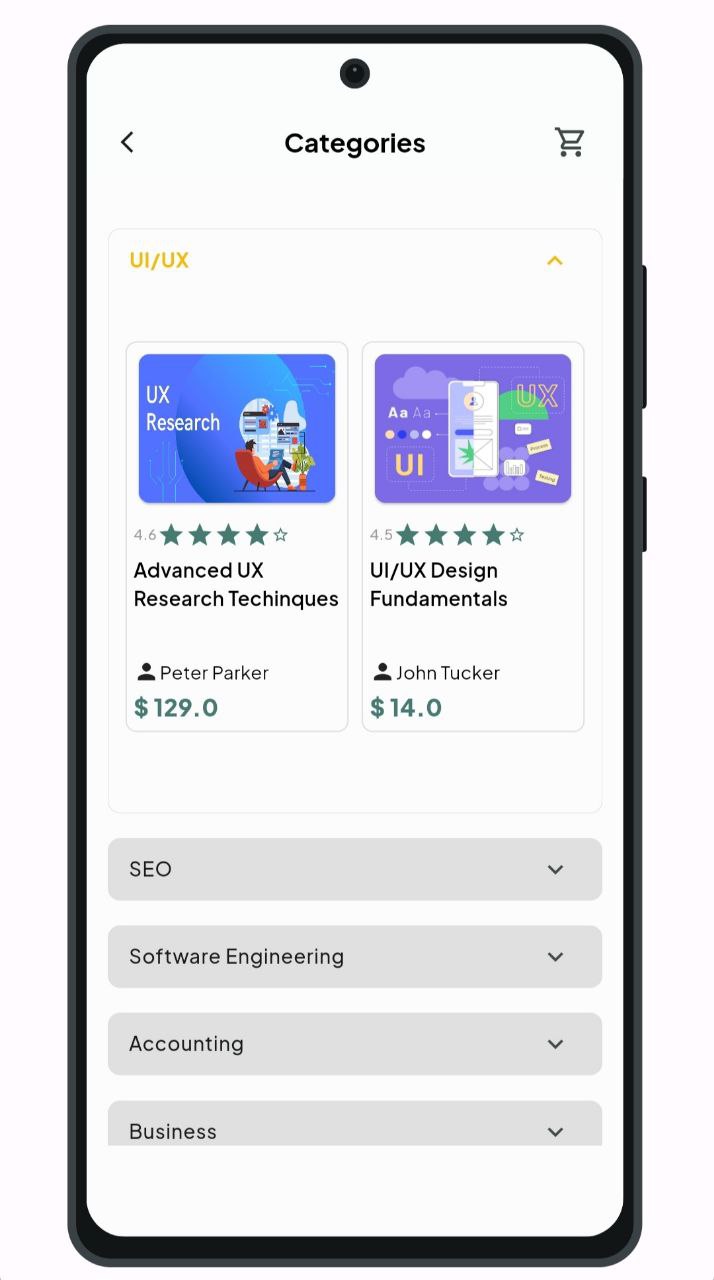 Categories
UI/UX
UX
Research
UX
Aa Aa
UI
Process
Testing
4.6
4.5
Advanced UX
Research Techinques
UI/UX Design
Fundamentals
Peter Parker
John Tucker
$ 129.0
$ 14.0
SEO
Software Engineering
Accounting
Business